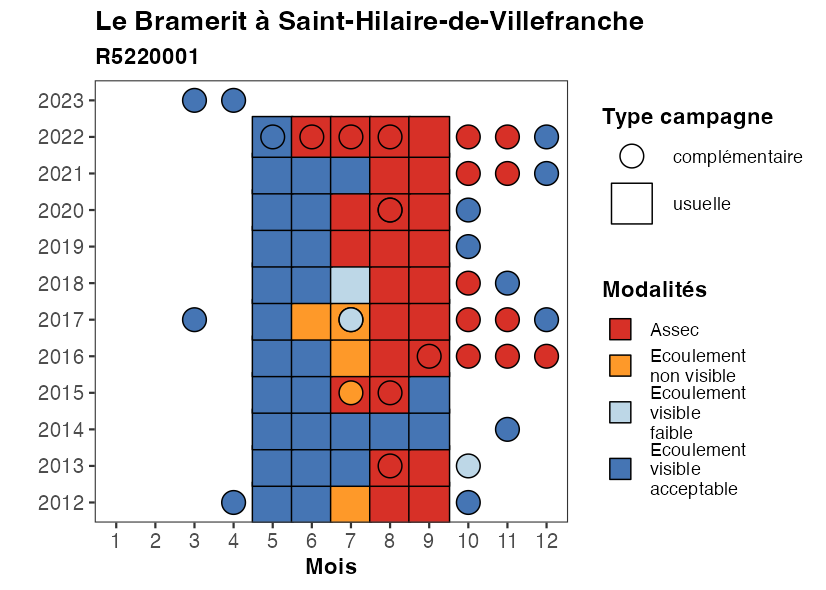 Le Bramerit à Saint-Hilaire-de-Villefranche
R5220001
2023
2022
2021
2020
2019
2018
2017
2016
2015
2014
2013
2012
1 2 3 4 5 6 7 8 9 10 11 12
Mois
Type campagne
complémentaire
usuelle
Modalités
Assec
Ecoulement
non visible
Ecoulement
visible
faible
Ecoulement
visible
acceptable